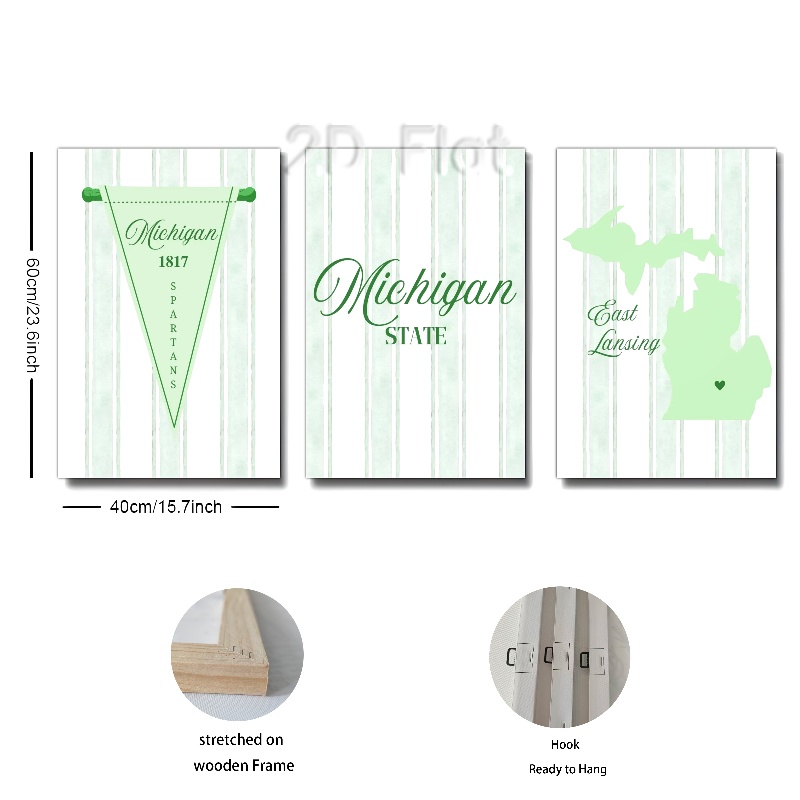 2D Flat
Michigan
1817
SPARTANS
Michigan
STATE
East
Lansing
60cm/23.6inch
40cm/15.7inch
stretched on
wooden Frame
Hook
Ready to Hang